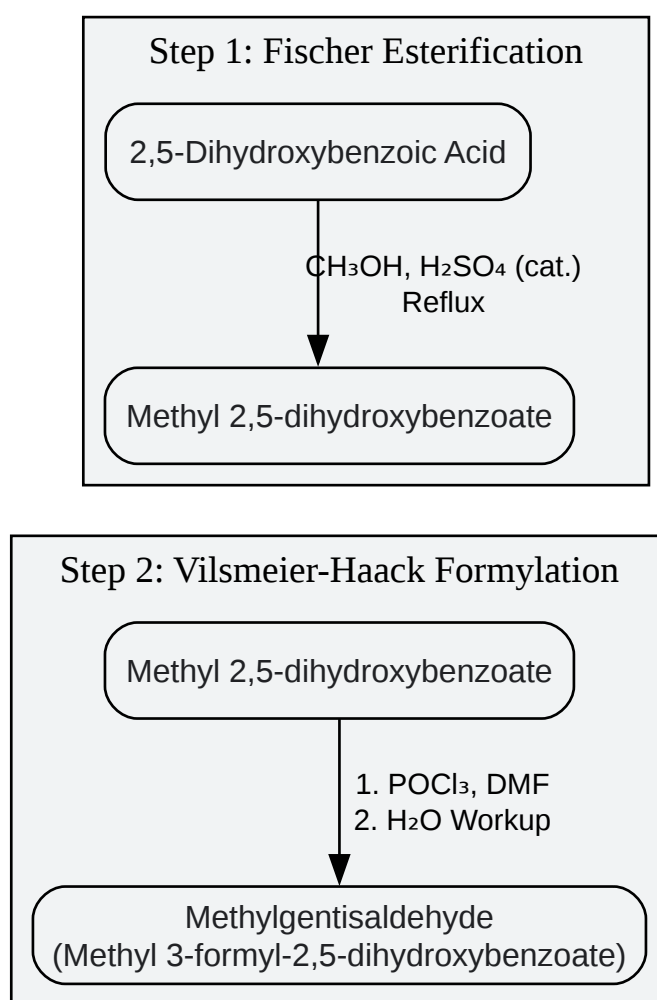 Step 1: Fischer Esterification
2,5-Dihydroxybenzoic Acid
CH₃OH, H₂SO₄ (cat.)
Reflux
Methyl 2,5-dihydroxybenzoate
Step 2: Vilsmeier-Haack Formylation
Methyl 2,5-dihydroxybenzoate
1. POCl₃, DMF
2. H₂O Workup
Methylgentisaldehyde
(Methyl 3-formyl-2,5-dihydroxybenzoate)